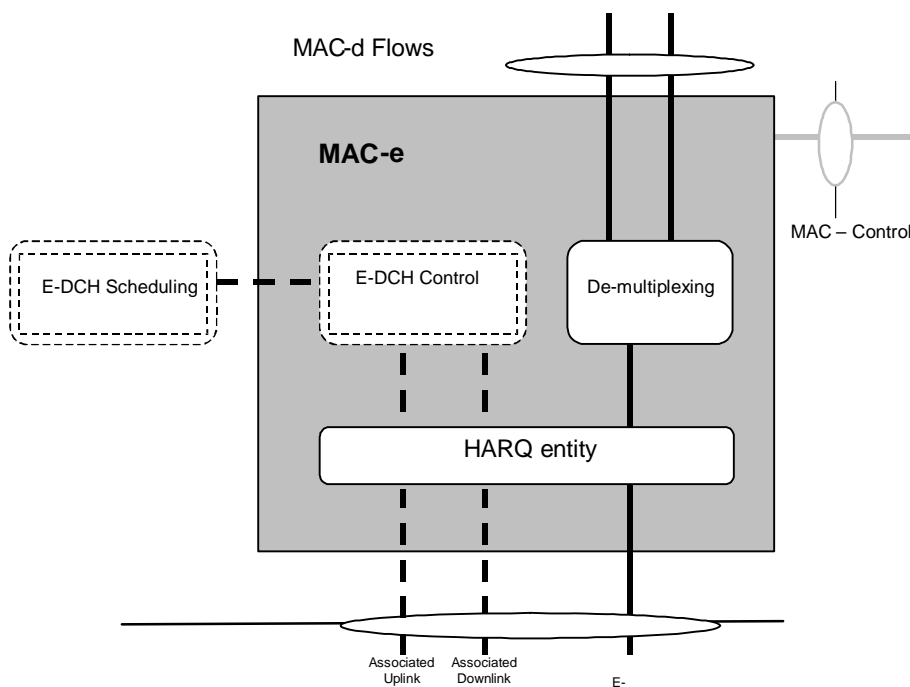 MAC-d Flows
MAC-e
MAC – Control
E-DCH Scheduling
E-DCH Control
De-multiplexing
HARQ entity
Associated
Uplink
Associated
Downlink
E-